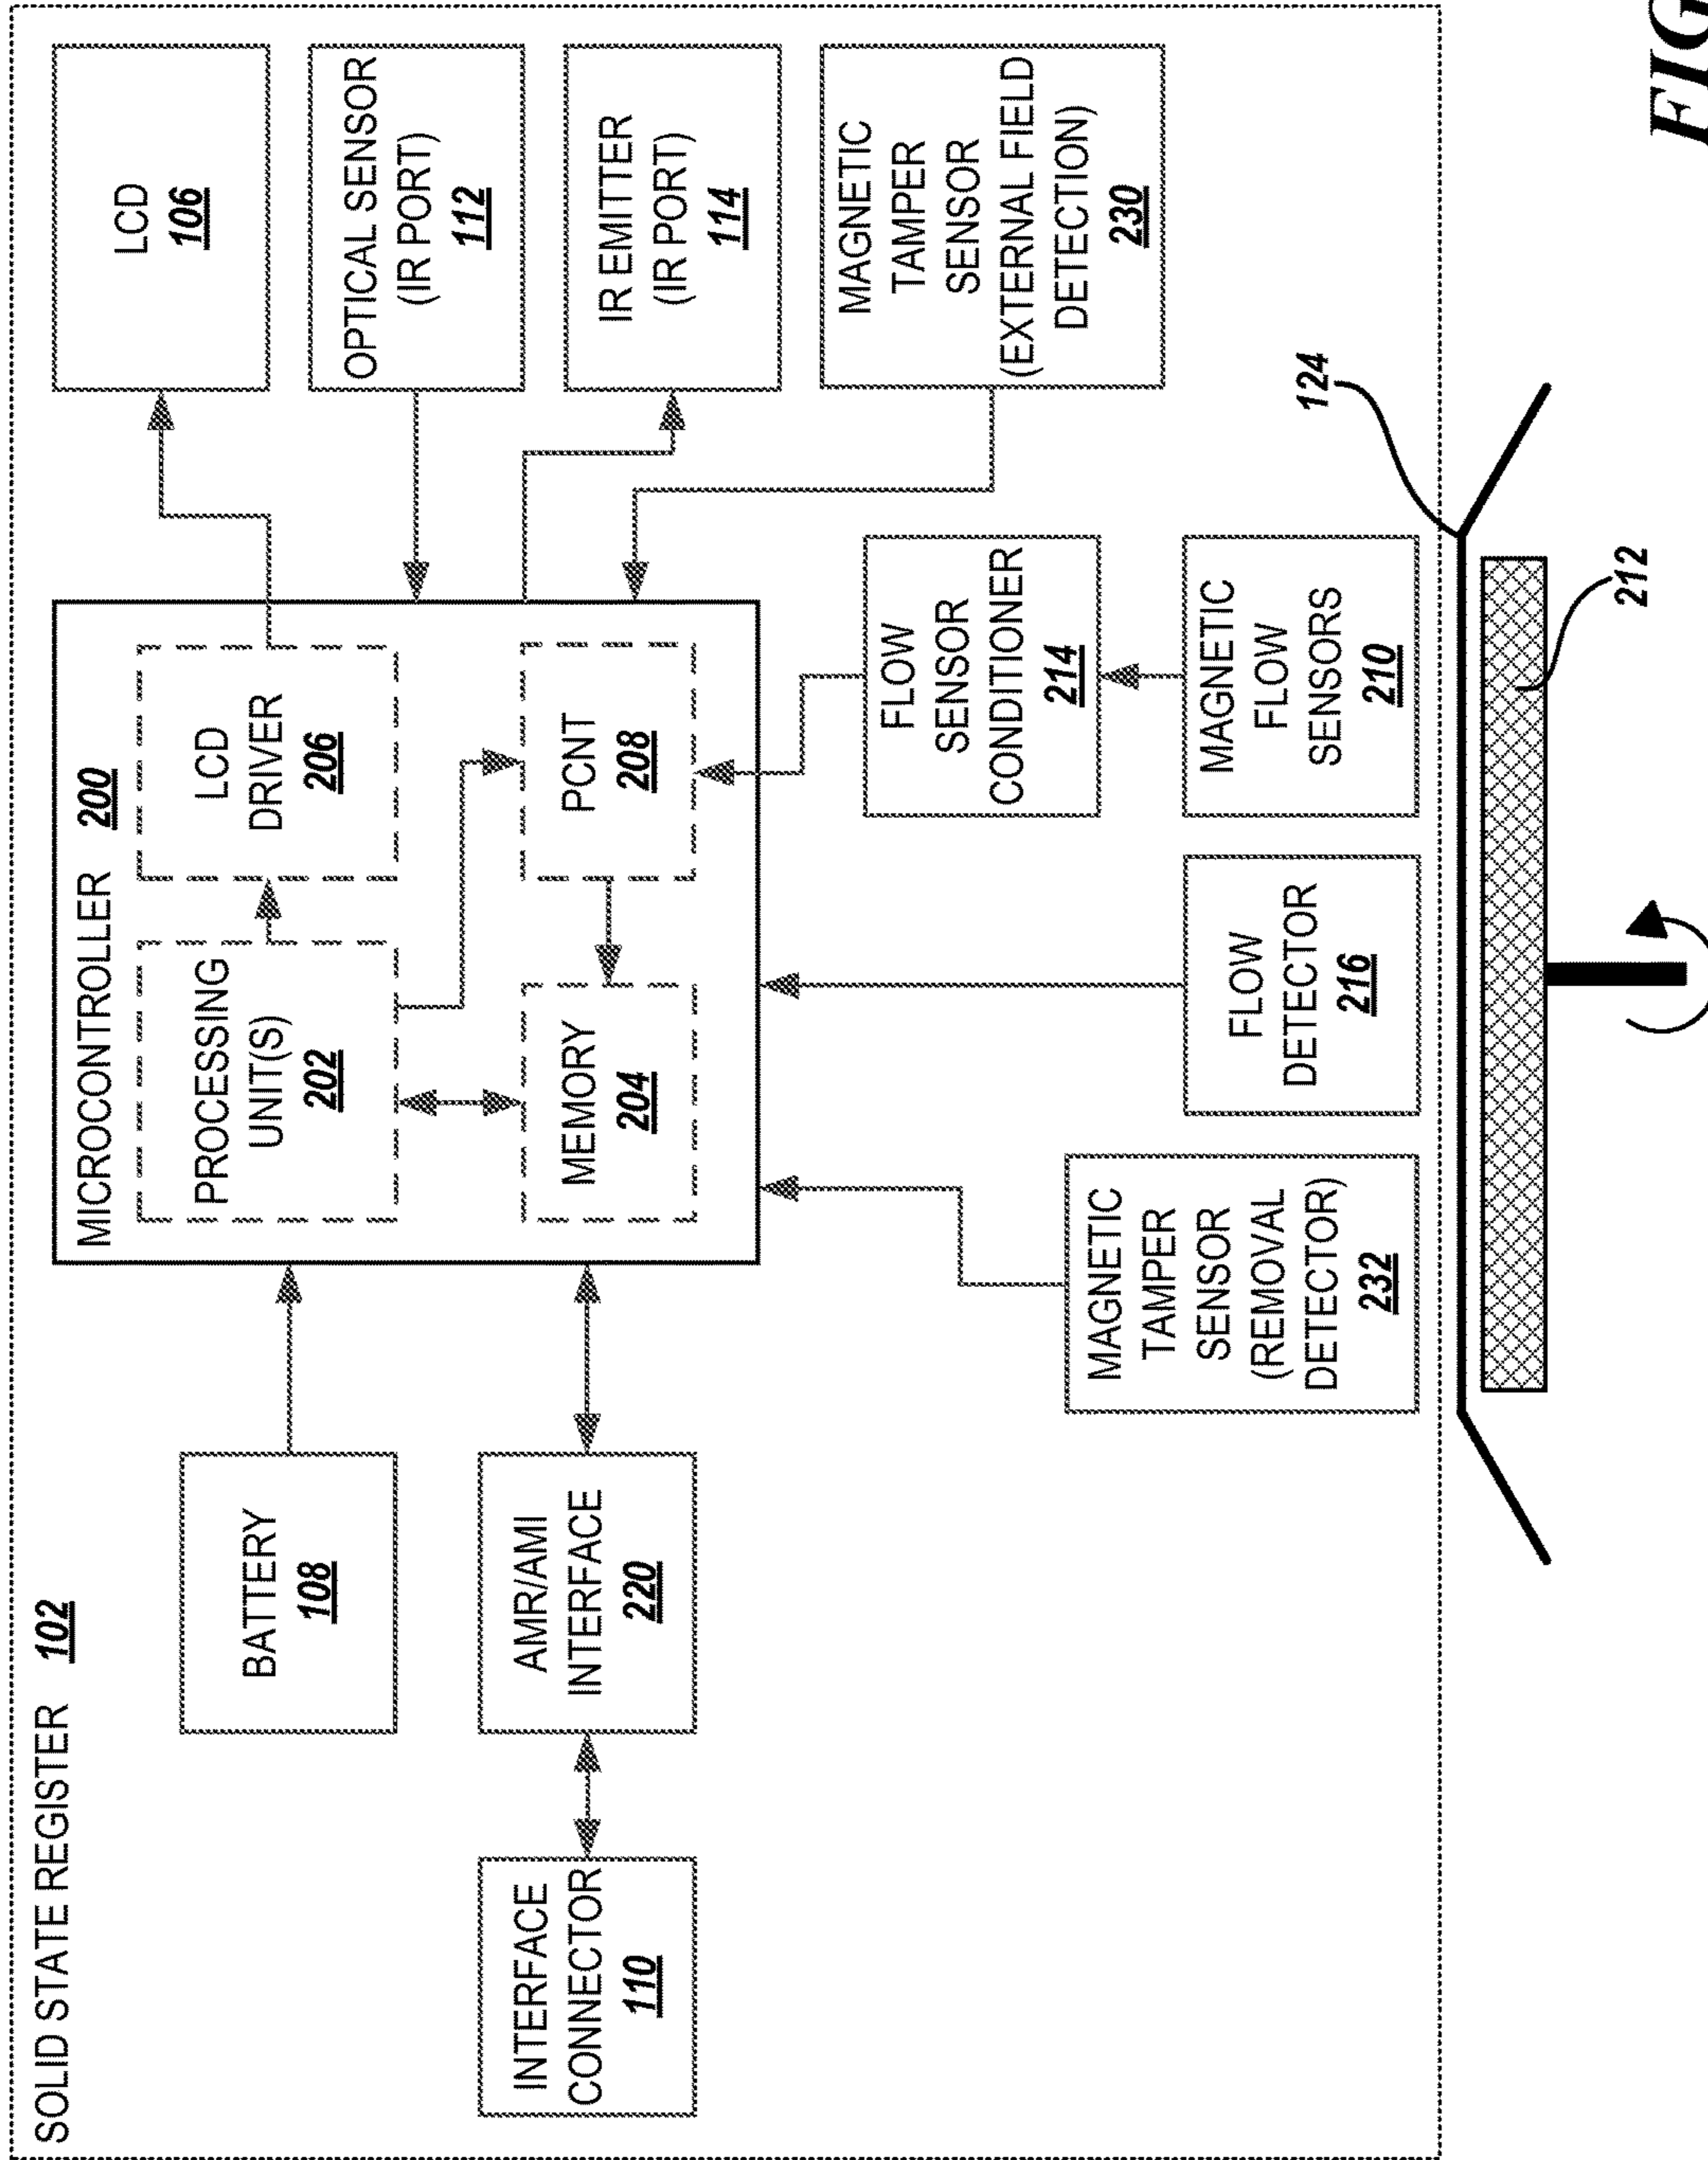 SOLID STATE REGISTER 102
BATTERY
108
INTERFACE
CONNECTOR
110
AMR/AMI
INTERFACE
220
MICROCONTROLLER 200
PROCESSING
UNIT(S)
202
LCD
DRIVER
206
MEMORY
204
PCNT
208
LCD
106
OPTICAL SENSOR
(IR PORT)
112
IR EMITTER
(IR PORT)
114
MAGNETIC
TAMPER
SENSOR
(EXTERNAL FIELD
DETECTION)
230
MAGNETIC
TAMPER
SENSOR
(REMOVAL
DETECTOR)
232
FLOW
DETECTOR
216
FLOW
SENSOR
CONDITIONER
214
MAGNETIC
FLOW
SENSORS
210
124
212
FIG